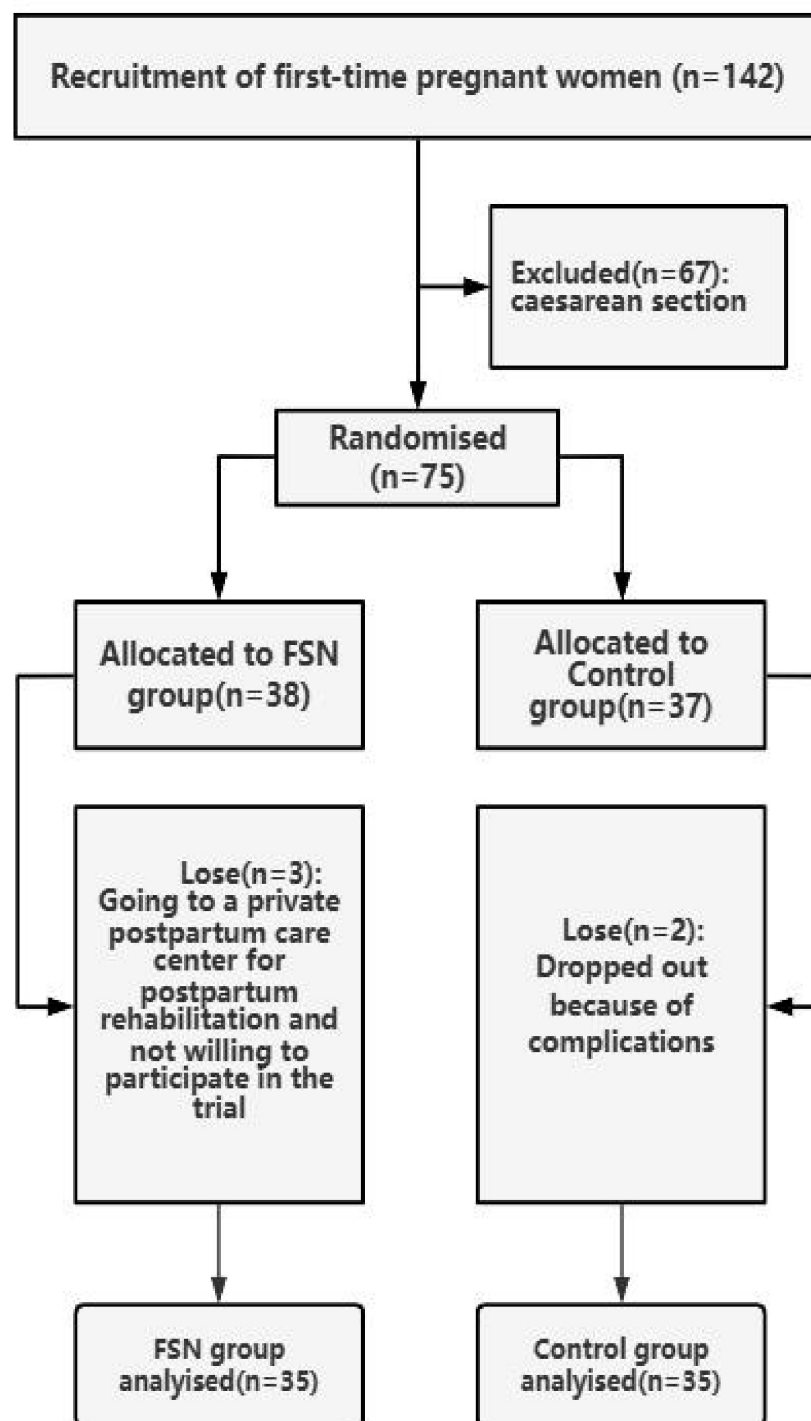 Recruitment of first-time pregnant women (n=142)
Excluded(n=67):
caesarean section
Randomised
(n=75)
Allocated to FSN
group(n=38)
Allocated to
Control
group(n=37)
Lose(n=3):
Going to a private
postpartum care
center for
postpartum
rehabilitation and
not willing to
participate in the
trial
Lose(n=2):
Dropped out
because of
complications
FSN group
analyised(n=35)
Control group
analyised(n=35)